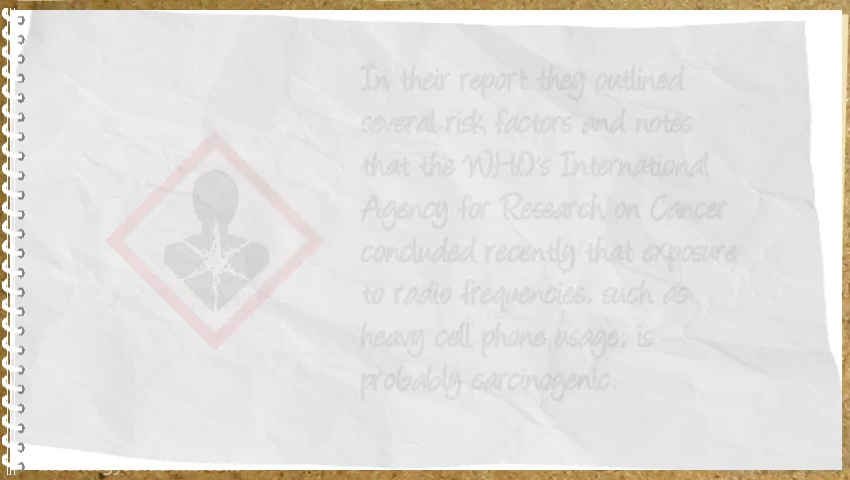 In their report they outlined
several risk factors and notes
that the WHO's International
Agency for Research on Cancer
concluded recently that exposure
to radio frequencies, such as
heavy cell phone usage, is
probably carcinogenic.